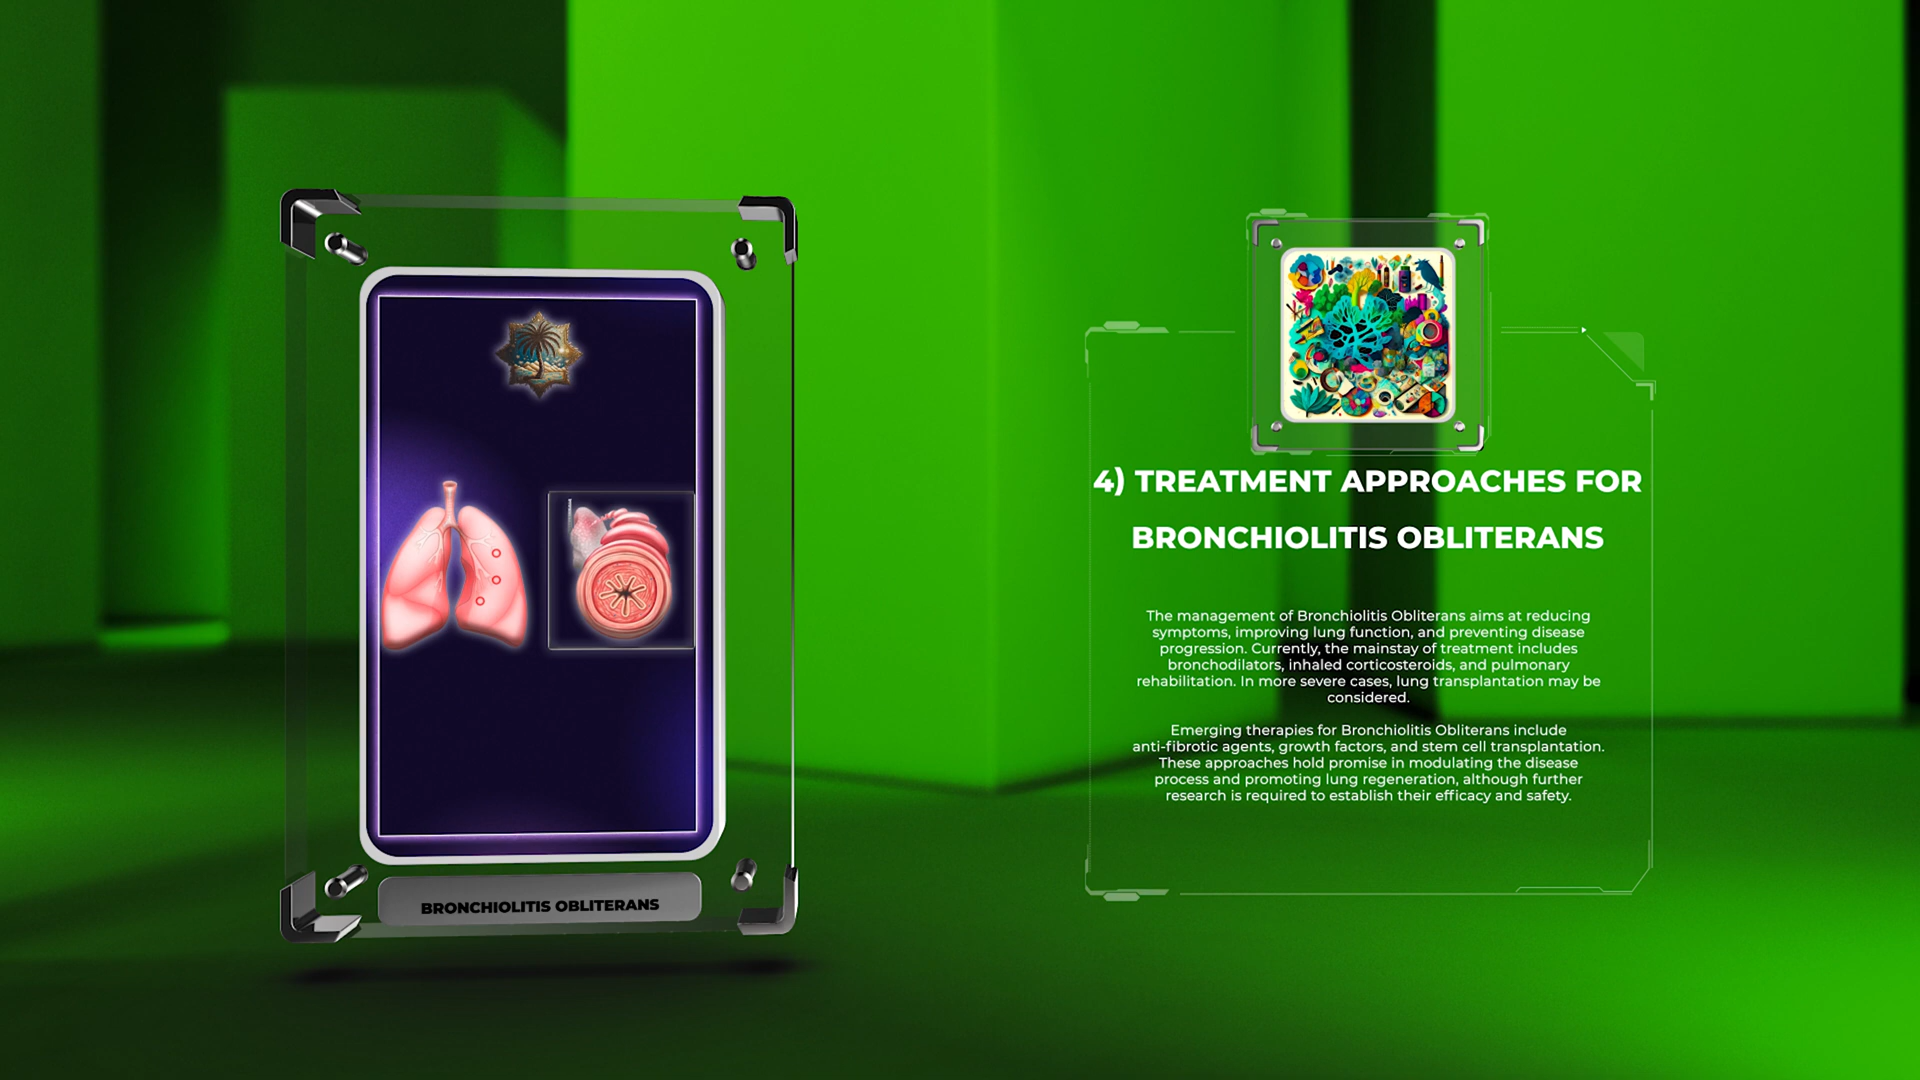 4) TREATMENT APPROACHES FOR
BRONCHIOLITIS OBLITERANS
The management of Bronchiolitis Obliterans aims at reducing
symptoms, improving lung function, and preventing disease
progression. Currently, the mainstay of treatment includes
bronchodilators, inhaled corticosteroids, and pulmonary
rehabilitation. In more severe cases, lung transplantation may be
considered.
Emerging therapies for Bronchiolitis Obliterans include
anti-fibrotic agents, growth factors, and stem cell transplantation.
These approaches hold promise in modulating the disease
process and promoting lung regeneration, although further
research is required to establish their efficacy and safety.
BRONCHIOLITIS OBLITERANS